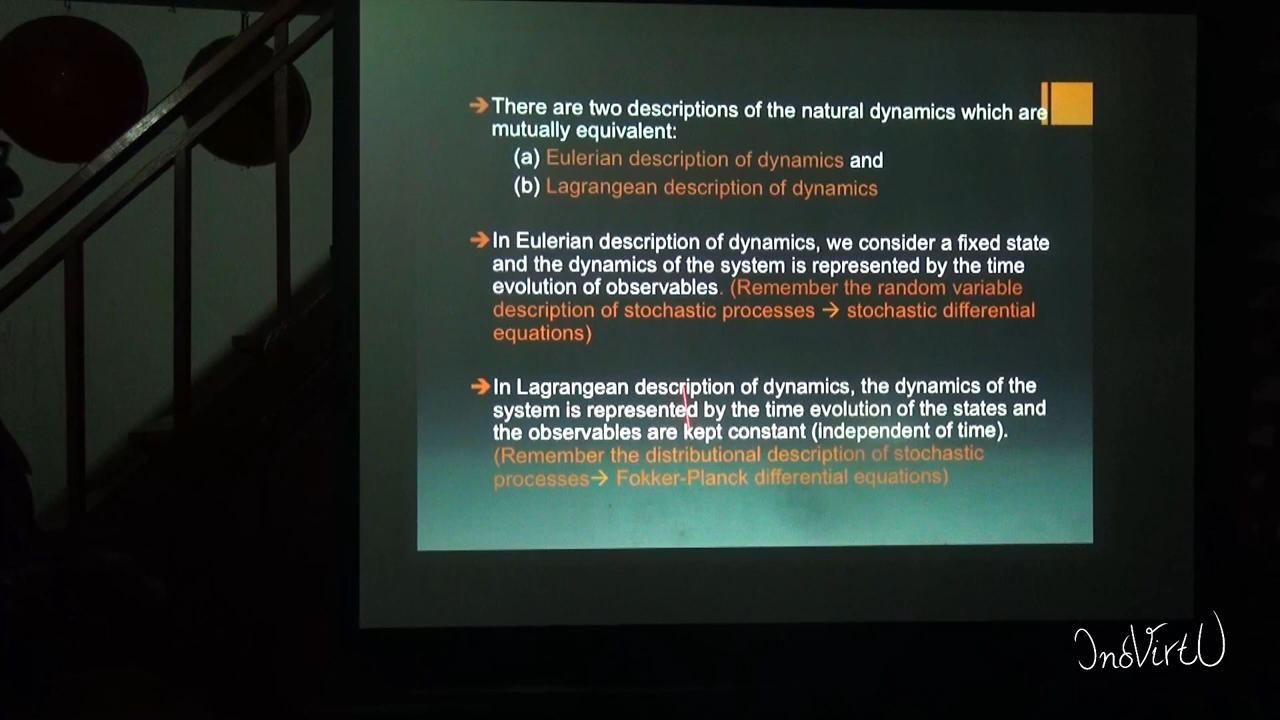 → There are two descriptions of the natural dynamics which are
mutually equivalent:
(a) Eulerian description of dynamics and
(b) Lagrangean description of dynamics
→ In Eulerian description of dynamics, we consider a fixed state
and the dynamics of the system is represented by the time
evolution of observables. (Remember the random variable
description of stochastic processes → stochastic differential
equations)
→ In Lagrangean description of dynamics, the dynamics of the
system is represented by the time evolution of the states and
the observables are kept constant (independent of time).
(Remember the distributional description of stochastic
processes→ Fokker-Planck differential equations)
InoVirtU